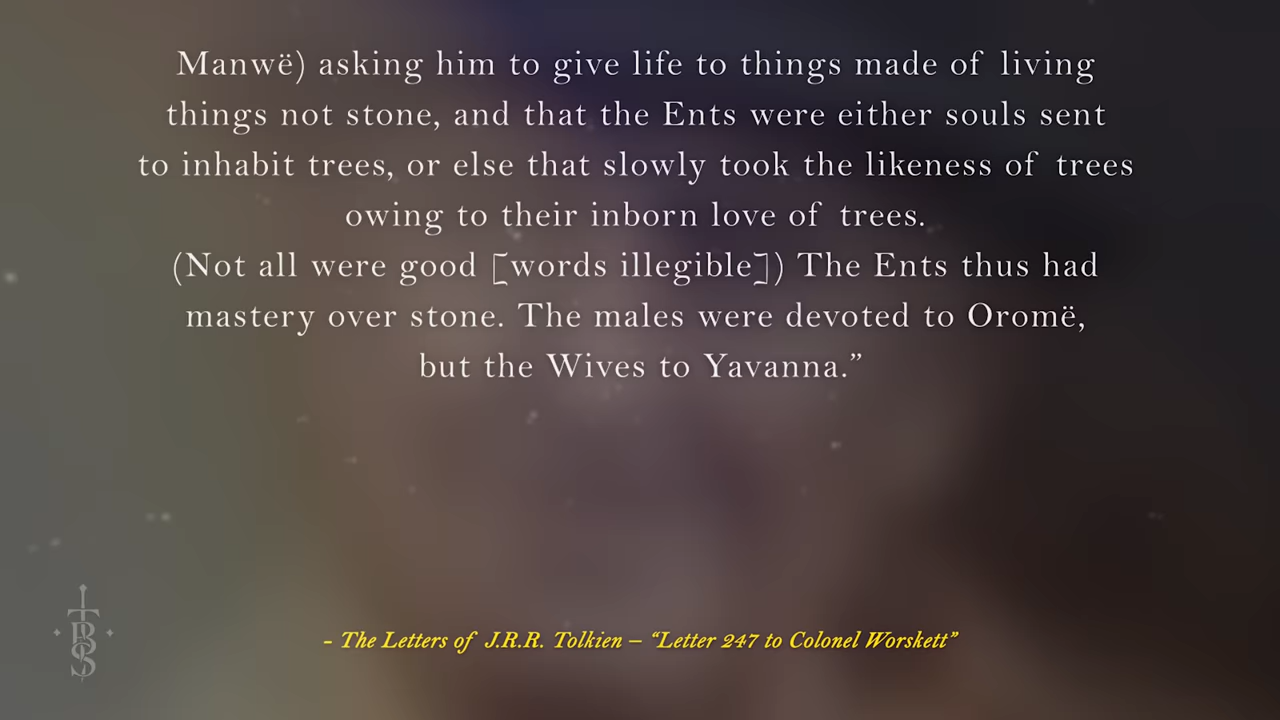 Manwë) asking him to give life to things made of living
things not stone, and that the Ents were either souls sent
to inhabit trees, or else that slowly took the likeness of trees
owing to their inborn love of trees.
(Not all were good [words illegible]) The Ents thus had
mastery over stone. The males were devoted to Oromë,
but the Wives to Yavanna.”
- The Letters of J.R.R. Tolkien – “Letter 247 to Colonel Worskett”